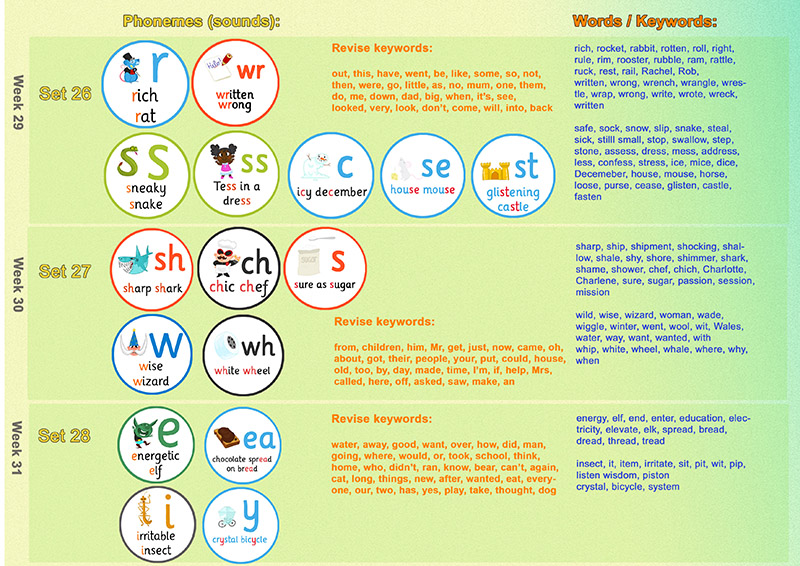 Phonemes (sounds):
Words / Keywords:
Week 29
Set 26
r
rich
rat
Hello!
wr
written
wrong
Revise keywords:
out, this, have, went, be, like, some, so, not,
then, were, go, little, as, no, mum, one, them,
do, me, down, dad, big, when, it's, see,
looked, very, look, don't, come, will, into, back
rich, rocket, rabbit, rotten, roll, right,
rule, rim, rooster, rubble, ram, rattle,
ruck, rest, rail, Rachel, Rob,
written, wrong, wrench, wrangle, wres-
tle, wrap, wrong, write, wrote, wreck,
written
s s
sneaky
snake
ss
Tess in a
dress
c
icy december
se
house mouse
st
glistening
castle
safe, sock, snow, slip, snake, steal,
sick, stilll small, stop, swallow, step,
stone, assess, dress, mess, address,
less, confess, stress, ice, mice, dice,
Decemeber, house, mouse, horse,
loose, purse, cease, glisten, castle,
fasten
Week 30
Set 27
sh
sharp shark
ch
chic chef
s
sure as sugar
w
wise
wizard
wh
white wheel
Revise keywords:
from, children, him, Mr, get, just, now, came, oh,
about, got, their, people, your, put, could, house,
old, too, by, day, made, time, I'm, if, help, Mrs,
called, here, off, asked, saw, make, an
sharp, ship, shipment, shocking, shal-
low, shale, shy, shore, shimmer, shark,
shame, shower, chef, chich, Charlotte,
Charlene, sure, sugar, passion, session,
mission
wild, wise, wizard, woman, wade,
wiggle, winter, went, wool, wit, Wales,
water, way, want, wanted, with
whip, white, wheel, whale, where, why,
when
Week 31
Set 28
e
energetic
elf
ea
chocolate spread
on bread
i
irritable
insect
y
crystal bicycle
Revise keywords:
water, away, good, want, over, how, did, man,
going, where, would, or, took, school, think,
home, who, didn't, ran, know, bear, can't, again,
cat, long, things, new, after, wanted, eat, every-
one, our, two, has, yes, play, take, thought, dog
energy, elf, end, enter, education, elec-
tricity, elevate, elk, spread, bread,
dread, thread, tread
insect, it, item, irritate, sit, pit, wit, pip,
listen wisdom, piston
crystal, bicycle, system